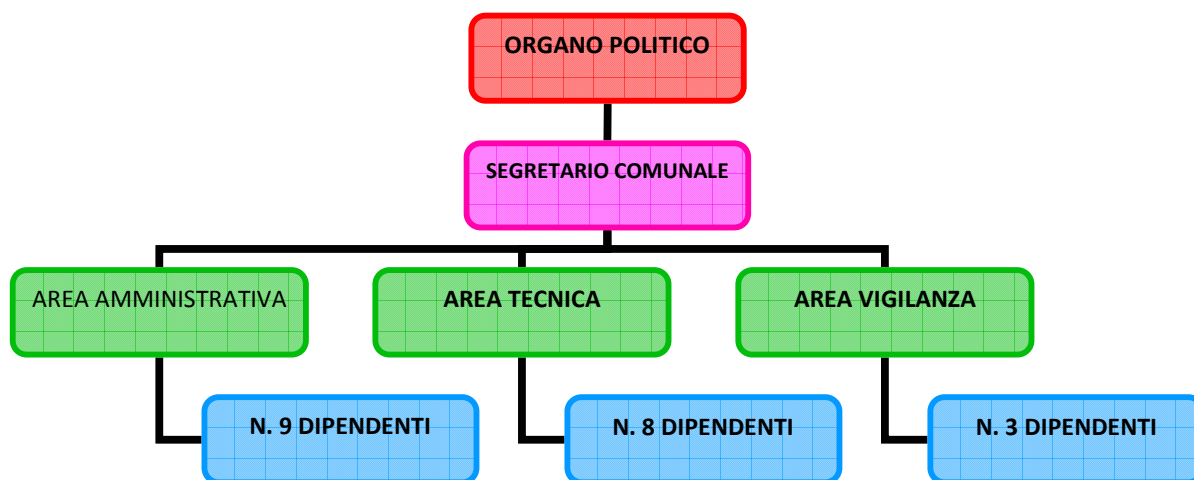 ORGANO POLITICO
SEGRETARIO COMUNALE
AREA AMMINISTRATIVA
AREA TECNICA
AREA VIGILANZA
N. 9 DIPENDENTI
N. 8 DIPENDENTI
N. 3 DIPENDENTI